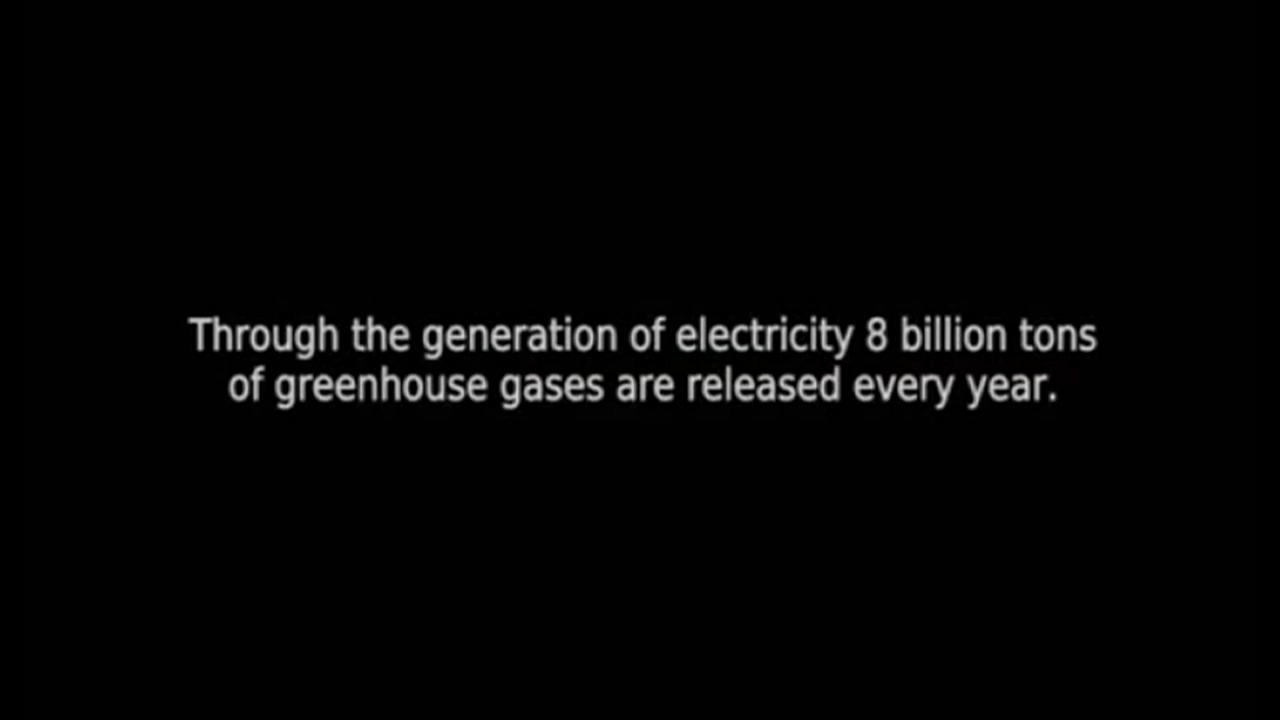 Through the generation of electricity 8 billion tons
of greenhouse gases are released every year.